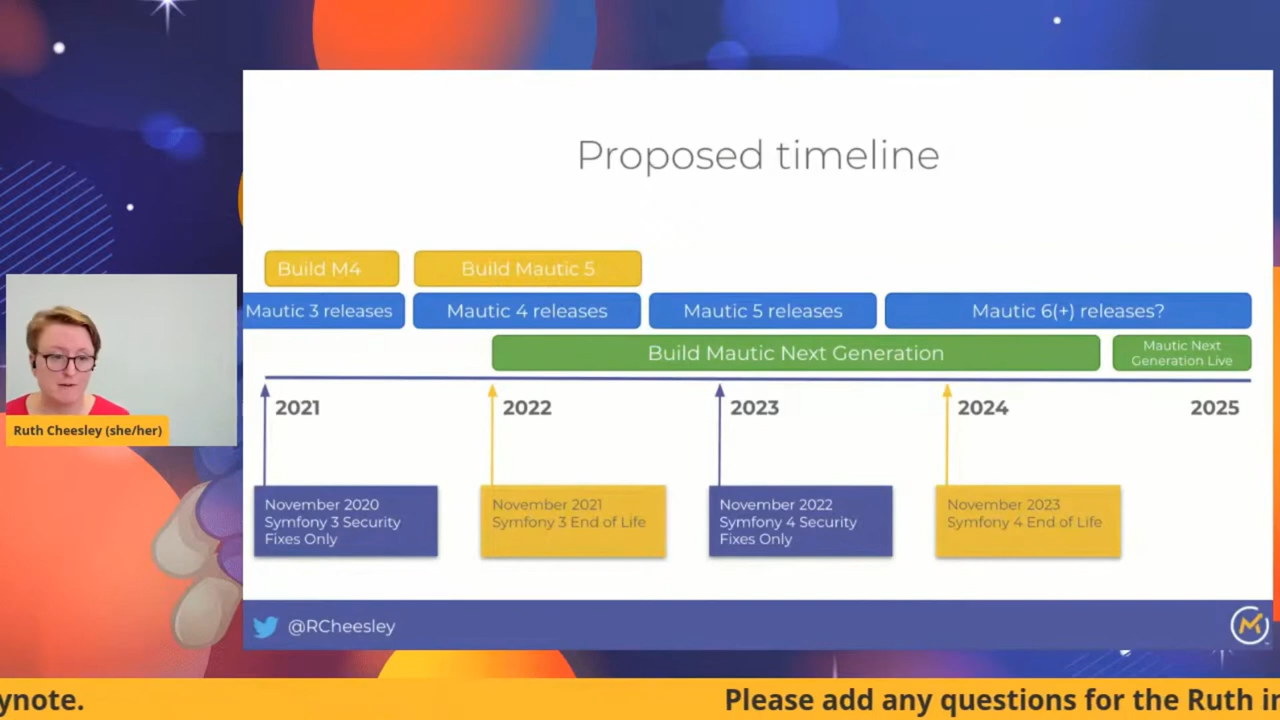 Proposed timeline
Build M4
Build Mautic 5
Mautic 3 releases
Mautic 4 releases
Mautic 5 releases
Mautic 6(+) releases?
Build Mautic Next Generation
Mautic Next
Generation Live
2021
2022
2023
2024
2025
November 2020
Symfony 3 Security
Fixes Only
November 2021
Symfony 3 End of Life
November 2022
Symfony 4 Security
Fixes Only
November 2023
Symfony 4 End of Life
Ruth Cheesley (she/her)
@RCheesley
ynote.
Please add any questions for the Ruth in